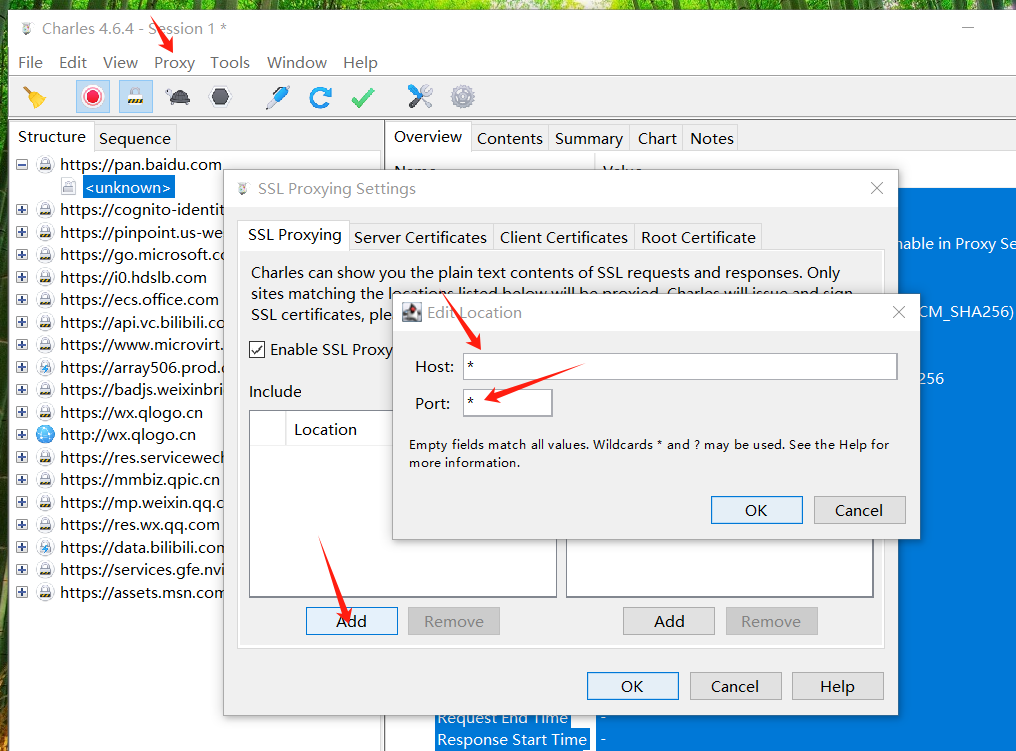 Charles 4.6.4 - Session 1 *
File Edit View Proxy Tools Window Help
Structure Sequence
Overview Contents Summary Chart Notes
Name Value
https://pan.baidu.com
<unknown>
https://cognito-identit
https://pinpoint.us-we
https://go.microsoft.co
https://i0.hdslb.com
https://ecs.office.com
https://api.vc.bilibili.co
https://www.microvirt.
https://array506.prod.
https://badjs.weixinbri
https://wx.qlogo.cn
http://wx.qlogo.cn
https://res.servicewech
https://mmbiz.qpic.cn
https://mp.weixin.qq.c
https://res.wx.qq.com
https://data.bilibili.com
https://services.gfe.nvi
https://assets.msn.com
SSL Proxying Settings
SSL Proxying Server Certificates Client Certificates Root Certificate
Charles can show you the plain text contents of SSL requests and responses. Only
sites matching the locations listed below will be proxied. Charles will issue and sign
SSL certificates, ple
Enable SSL Proxy
Include
Location
Add Remove
Add Remove
OK Cancel Help
Edit Location
Host: *
Port: *
Empty fields match all values. Wildcards * and ? may be used. See the Help for
more information.
OK Cancel
nable in Proxy Se
CM_SHA256)
256
Request End Time -
Response Start Time -